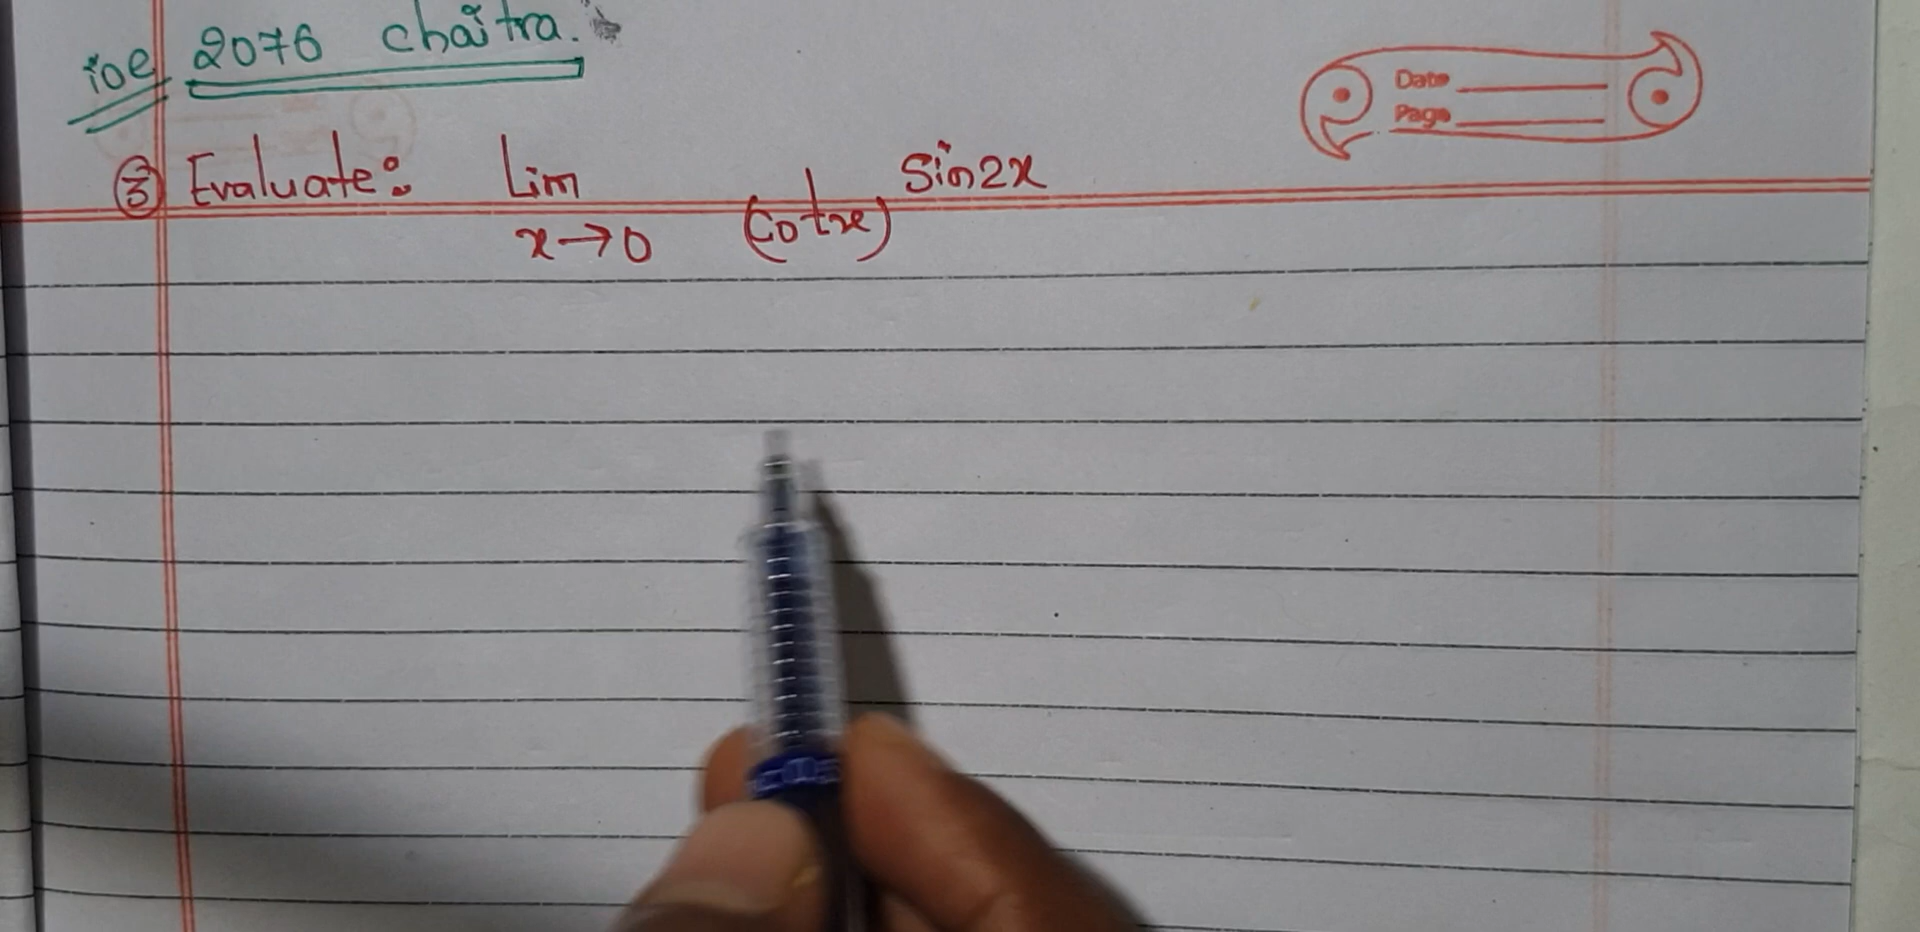 ioe 2076 chaitra.
Date
Page
③ Evaluate: Lim (cotx) sin2x
x→0